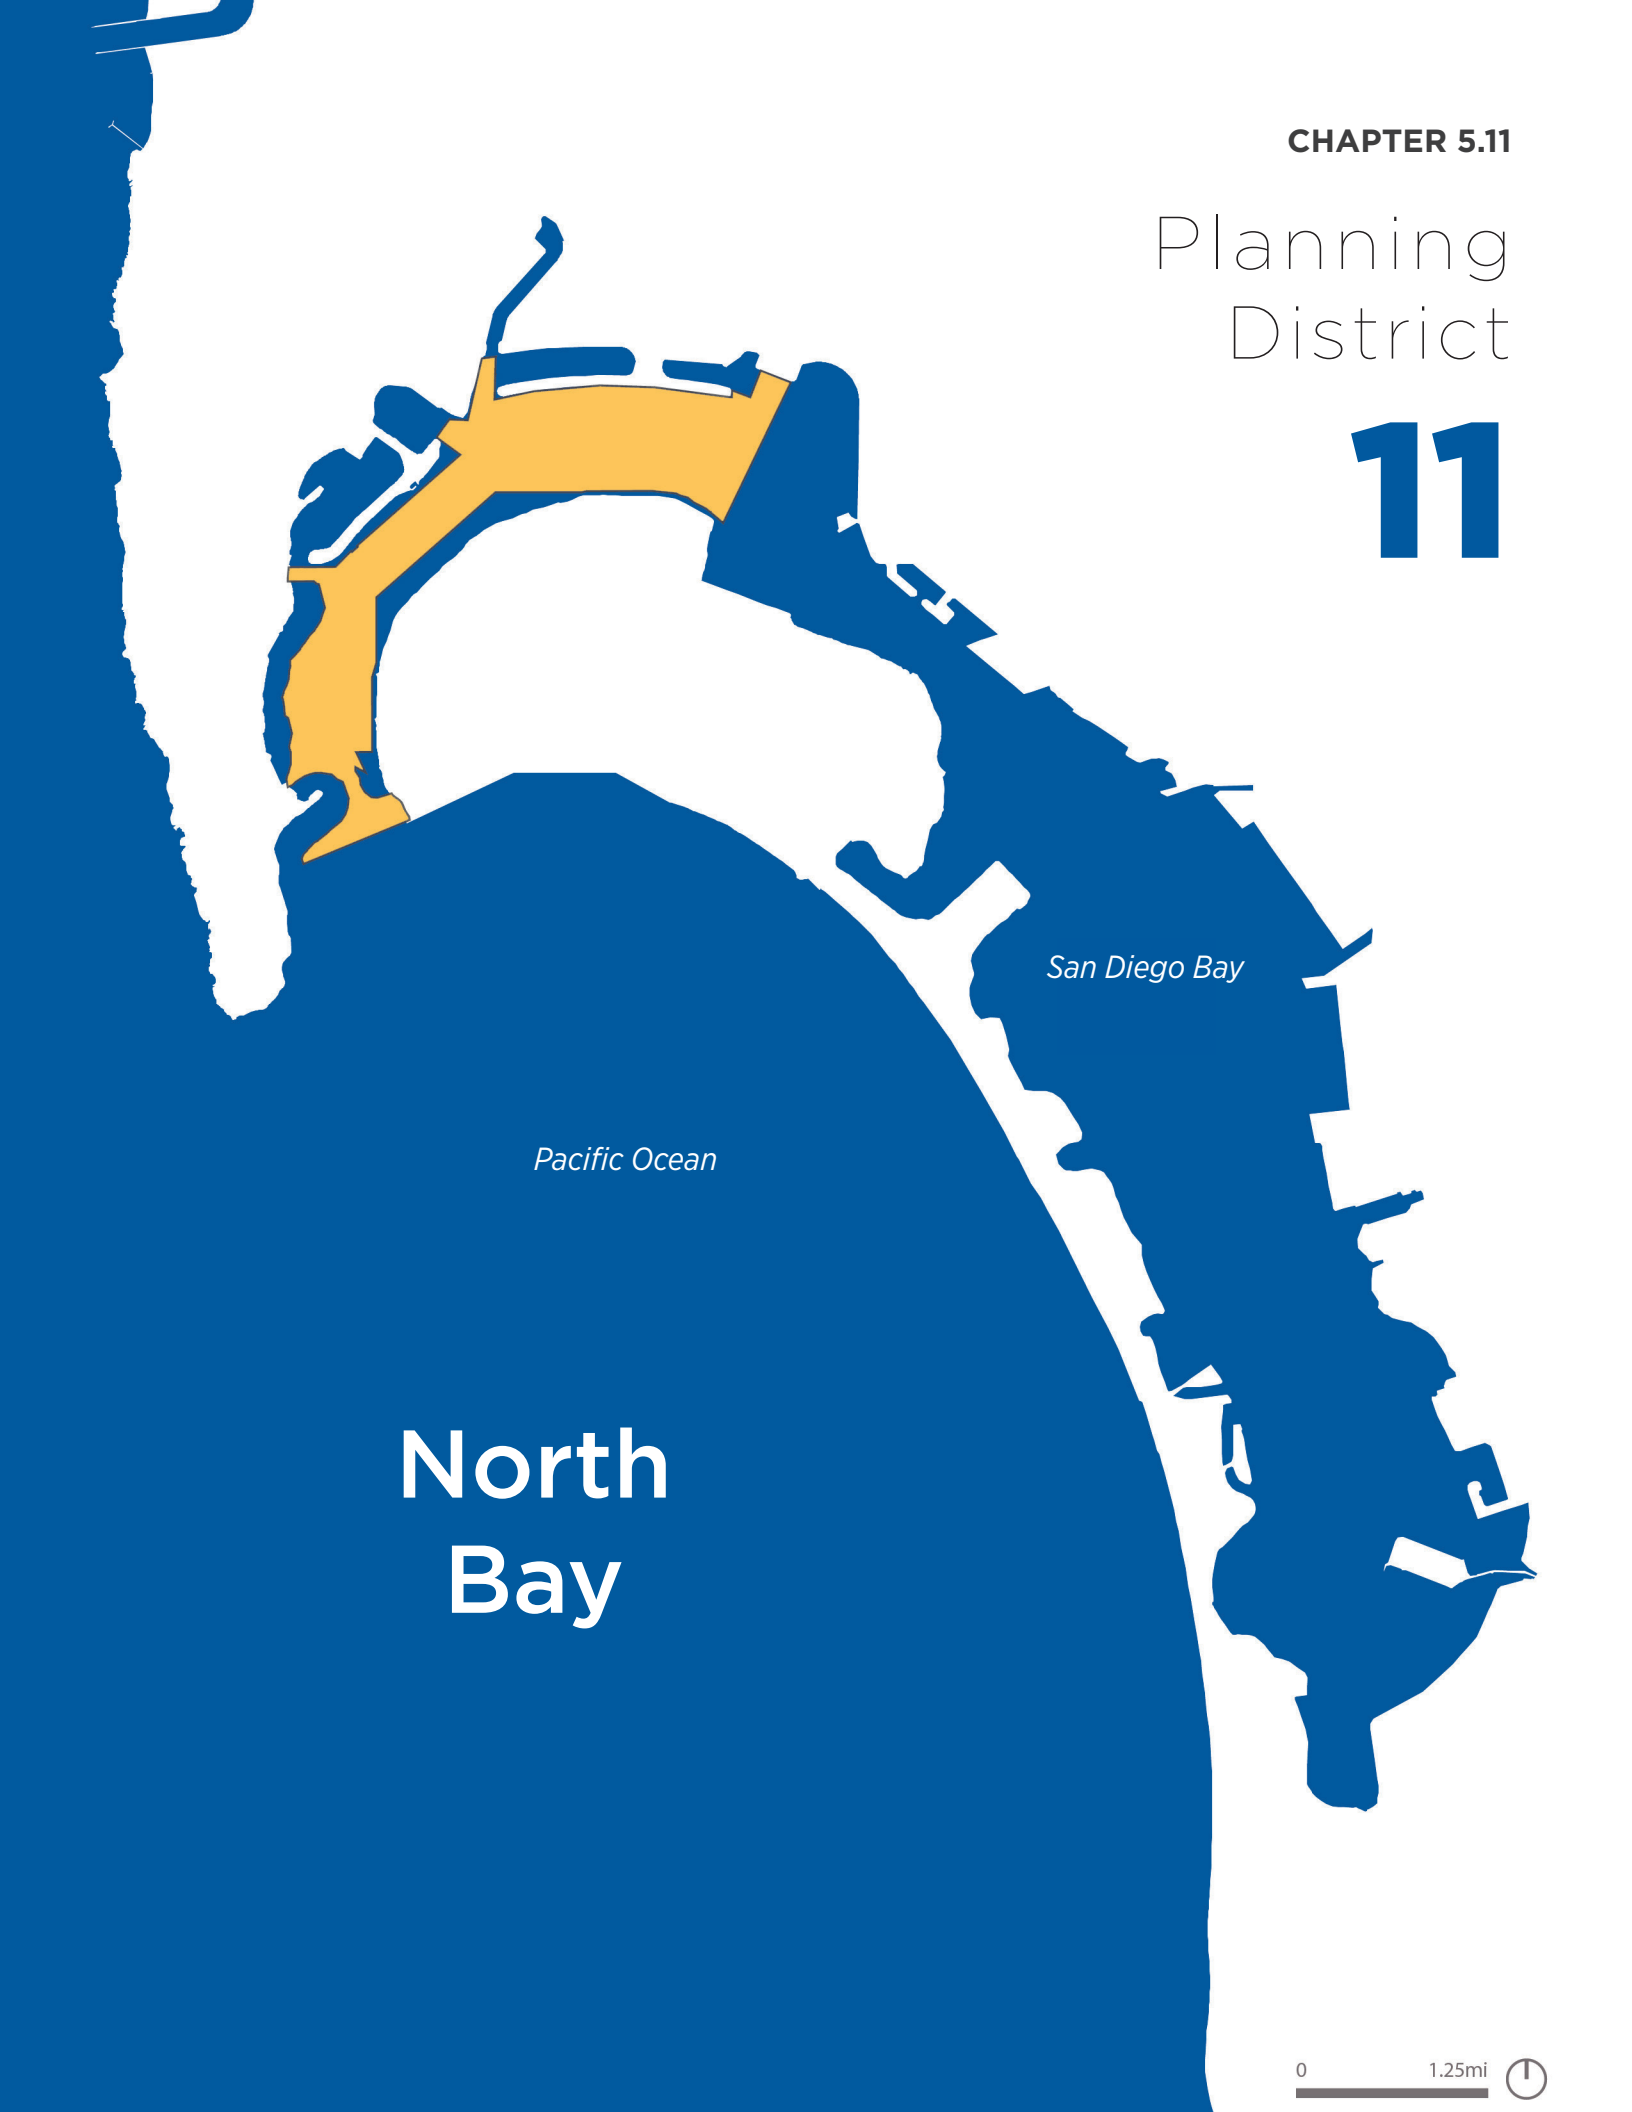 CHAPTER 5.11
Planning
District
11
San Diego Bay
Pacific Ocean
North
Bay
0 1.25mi